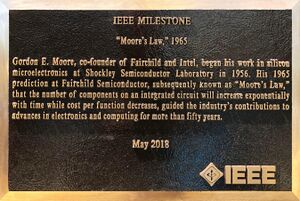 IEEE MILESTONE
"Moore's Law," 1965
Gordon E. Moore, co-founder of Fairchild and Intel, began his work in silicon
microelectronics at Shockley Semiconductor Laboratory in 1956. His 1965
prediction at Fairchild Semiconductor, subsequently known as "Moore's Law,"
that the number of components on an integrated circuit will increase exponentially
with time while cost per function decreases, guided the industry's contributions to
advances in electronics and computing for more than fifty years.
May 2018
IEEE